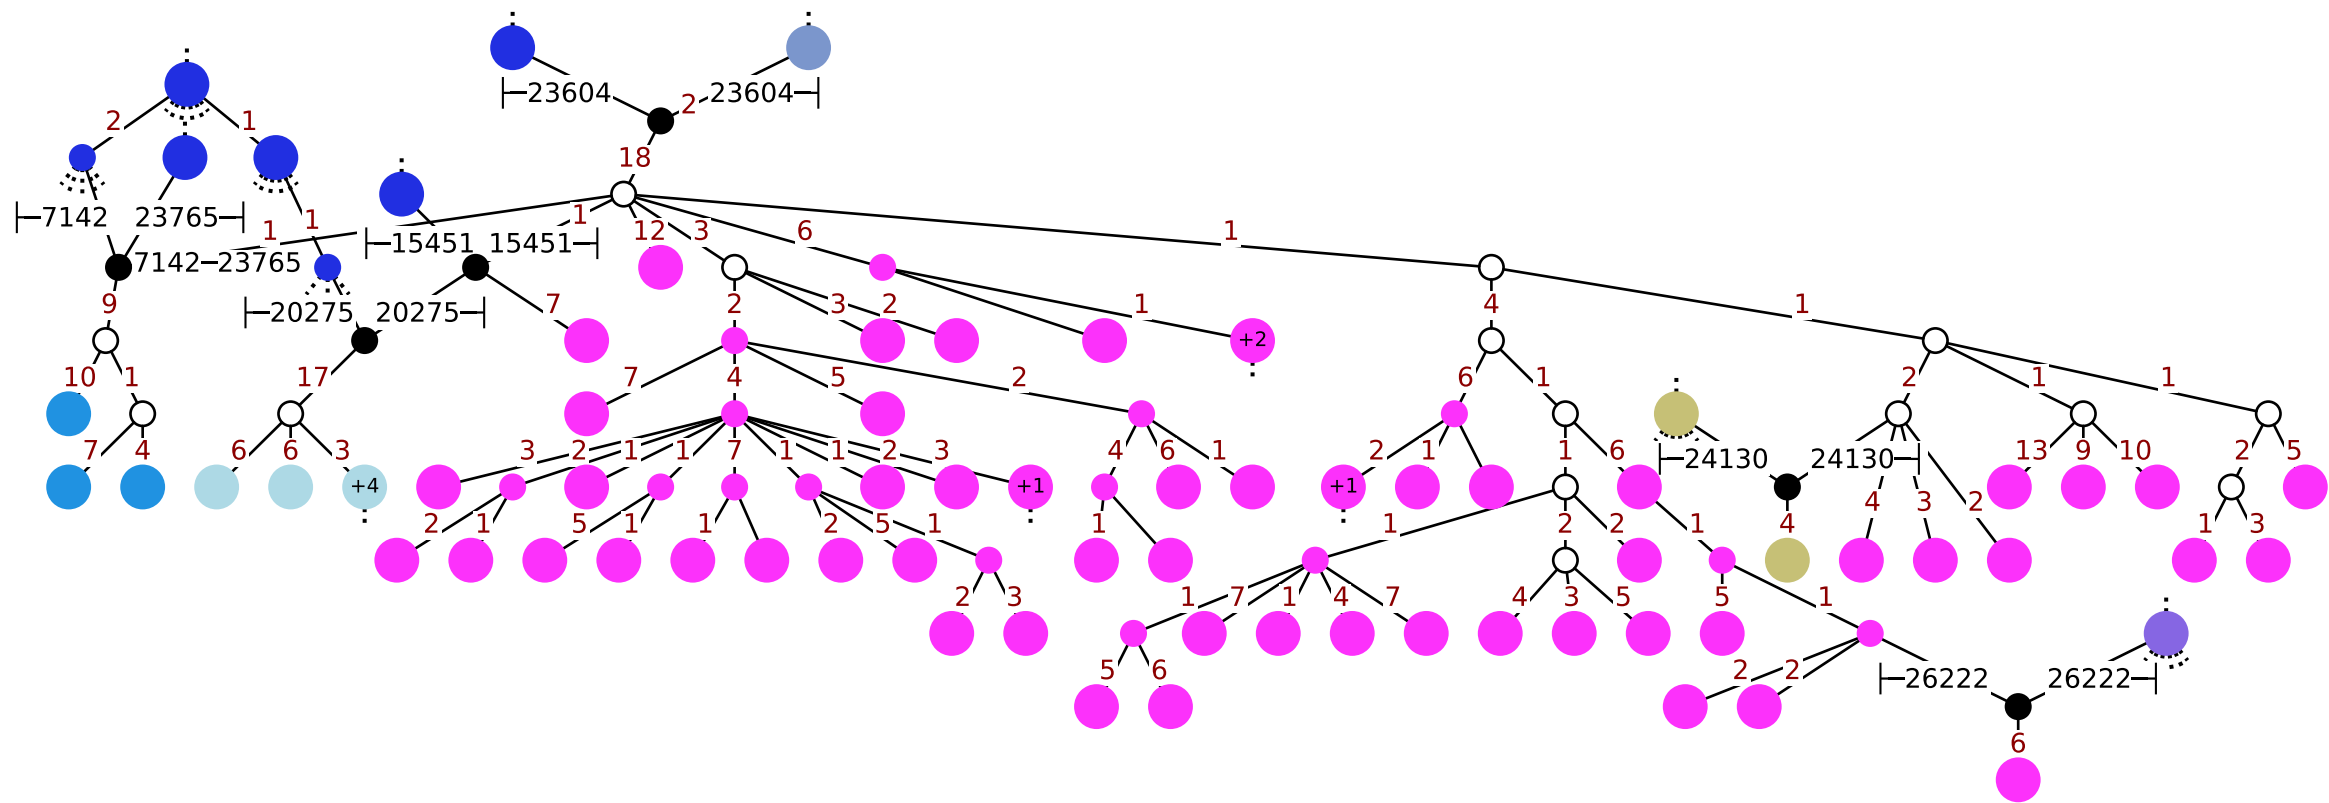 ├─23604 2 23604─┤
2 1
18
├─7142 23765─┤ 1 1 1 12 3 6 1
├─15451 15451─┤
7142─23765
9 2 3 2 1 4 1
├─20275 20275─┤ 7
10 1 17 7 4 5 2 6 1 2 1 1
7 4 6 6 3 3 2 1 1 7 1 1 2 3 4 6 1 2 1 1 6 ├─24130 24130─┤ 13 9 10 2 5
+4 +1 +1
+2
2 1 5 1 1 2 5 1 1 1 2 2 1 4 4 3 2 1 3
2 3 1 7 1 4 7 4 3 5 5 1
5 6 2 2 ├─26222 26222─┤
6